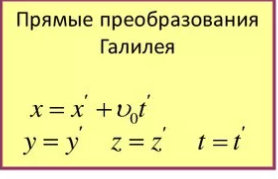 Прямые преобразования
Галилея
x = x' + υ₀t'
y = y' z = z' t = t'